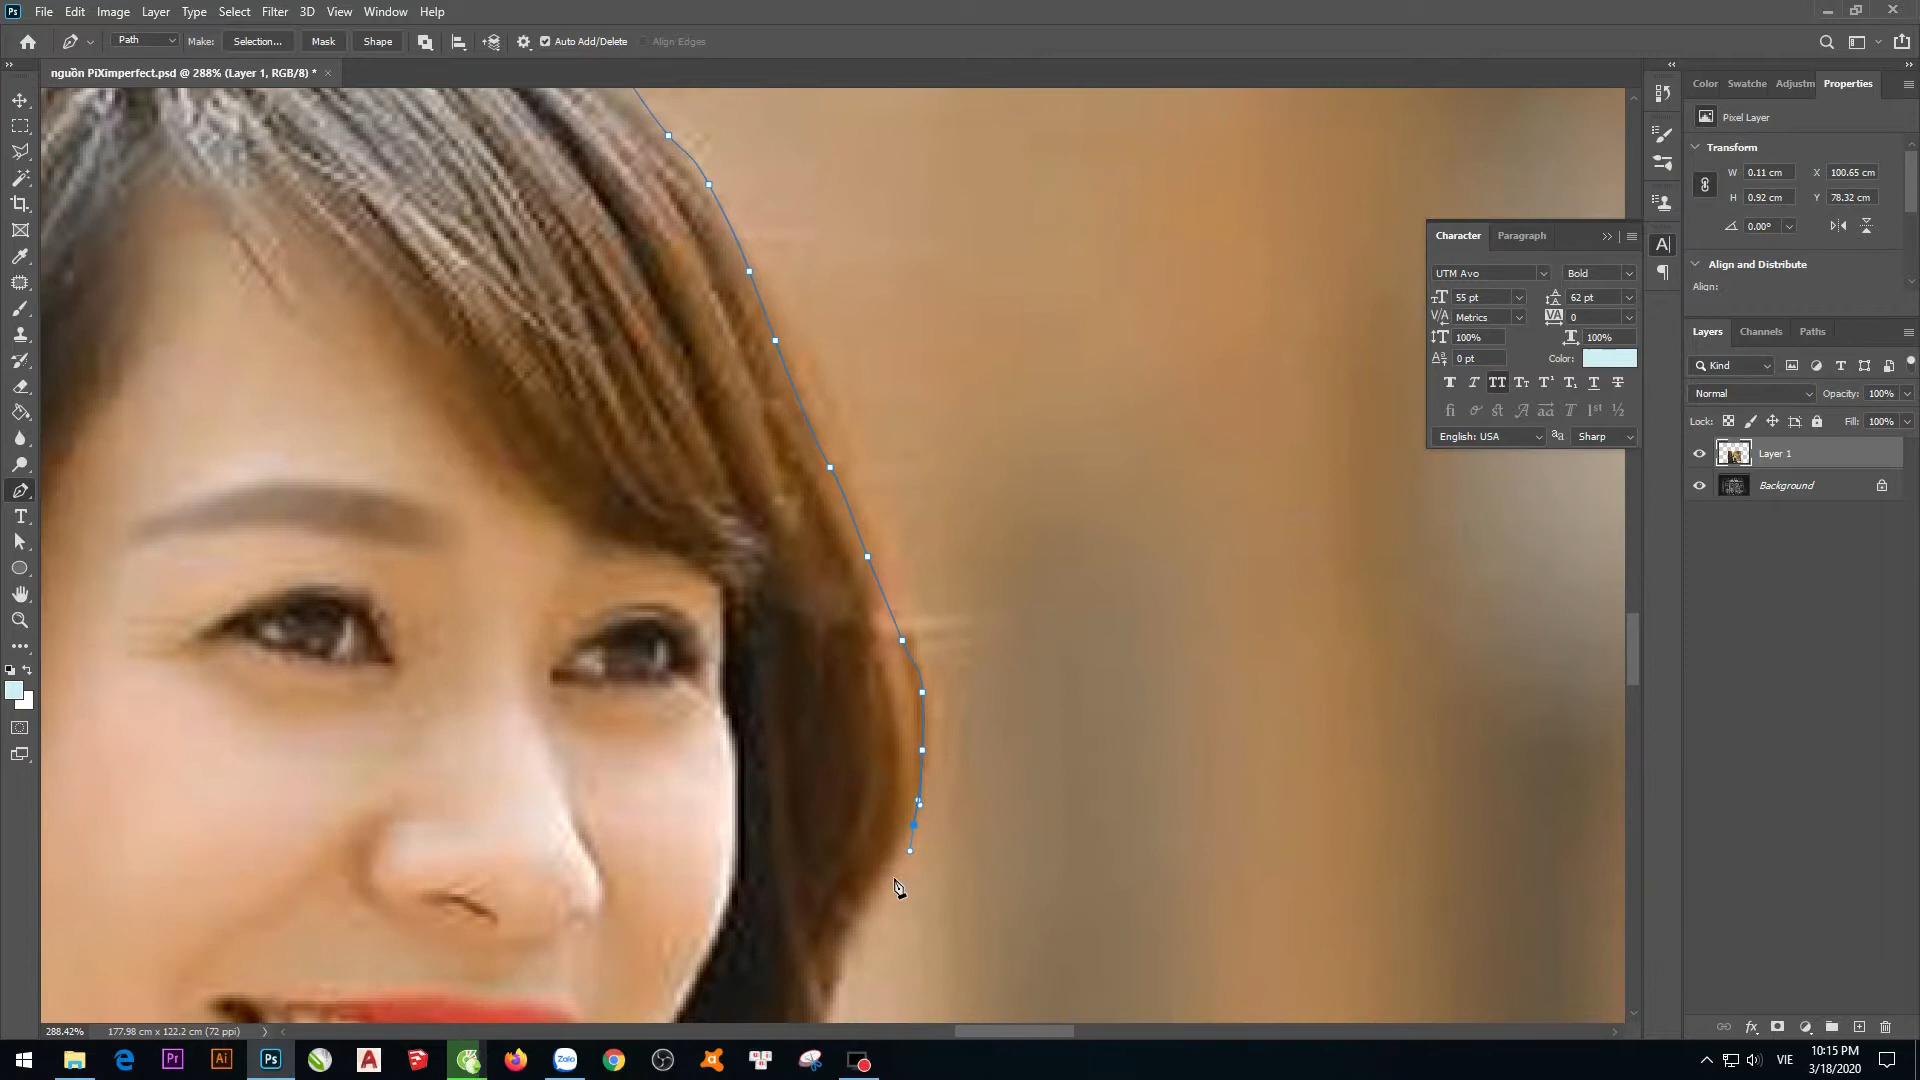 Ps File Edit Image Layer Type Select Filter 3D View Window Help
Path Make: Selection... Mask Shape Auto Add/Delete Align Edges
nguồn PiXimperfect.psd @ 288% (Layer 1, RGB/8) * ×
Color Swatche Adjustm Properties
Pixel Layer
Transform
W 0.11 cm X 100.65 cm
H 0.92 cm Y 78.32 cm
0.00°
Align and Distribute
Align:
Character Paragraph
UTM Avo Bold
55 pt 62 pt
Metrics 0
100% 100%
0 pt Color:
English: USA Sharp
Layers Channels Paths
Kind
Normal Opacity: 100%
Lock: Fill: 100%
Layer 1
Background
288.42% 177.98 cm x 122.2 cm (72 ppi)
Pr Ai Ps Zalo
VIE
10:15 PM
3/18/2020